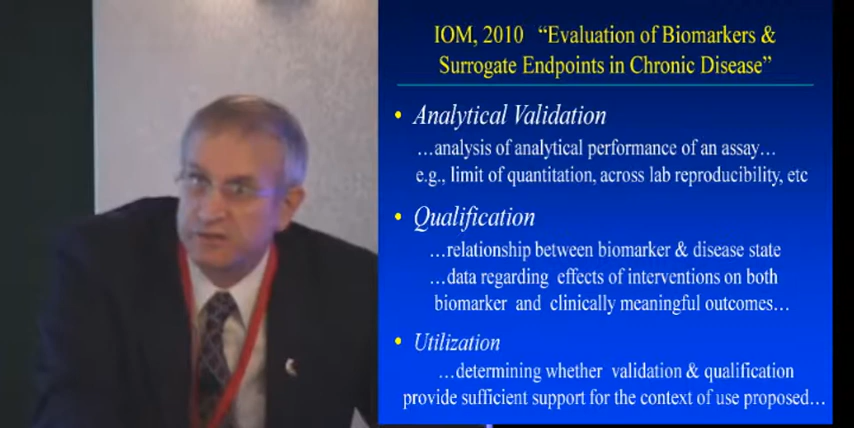 IOM, 2010 “Evaluation of Biomarkers &
Surrogate Endpoints in Chronic Disease”
• Analytical Validation
…analysis of analytical performance of an assay…
e.g., limit of quantitation, across lab reproducibility, etc
• Qualification
…relationship between biomarker & disease state
…data regarding effects of interventions on both
biomarker and clinically meaningful outcomes…
• Utilization
…determining whether validation & qualification
provide sufficient support for the context of use proposed…